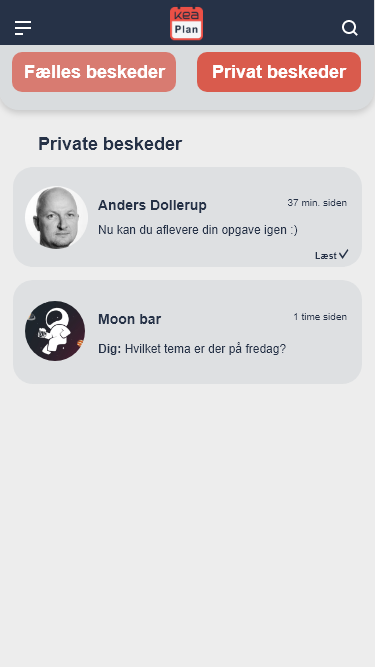 kea
Plan
Fælles beskeder
Privat beskeder
Private beskeder
Anders Dollerup
37 min. siden
Nu kan du aflevere din opgave igen :)
Læst
Moon bar
1 time siden
Dig: Hvilket tema er der på fredag?